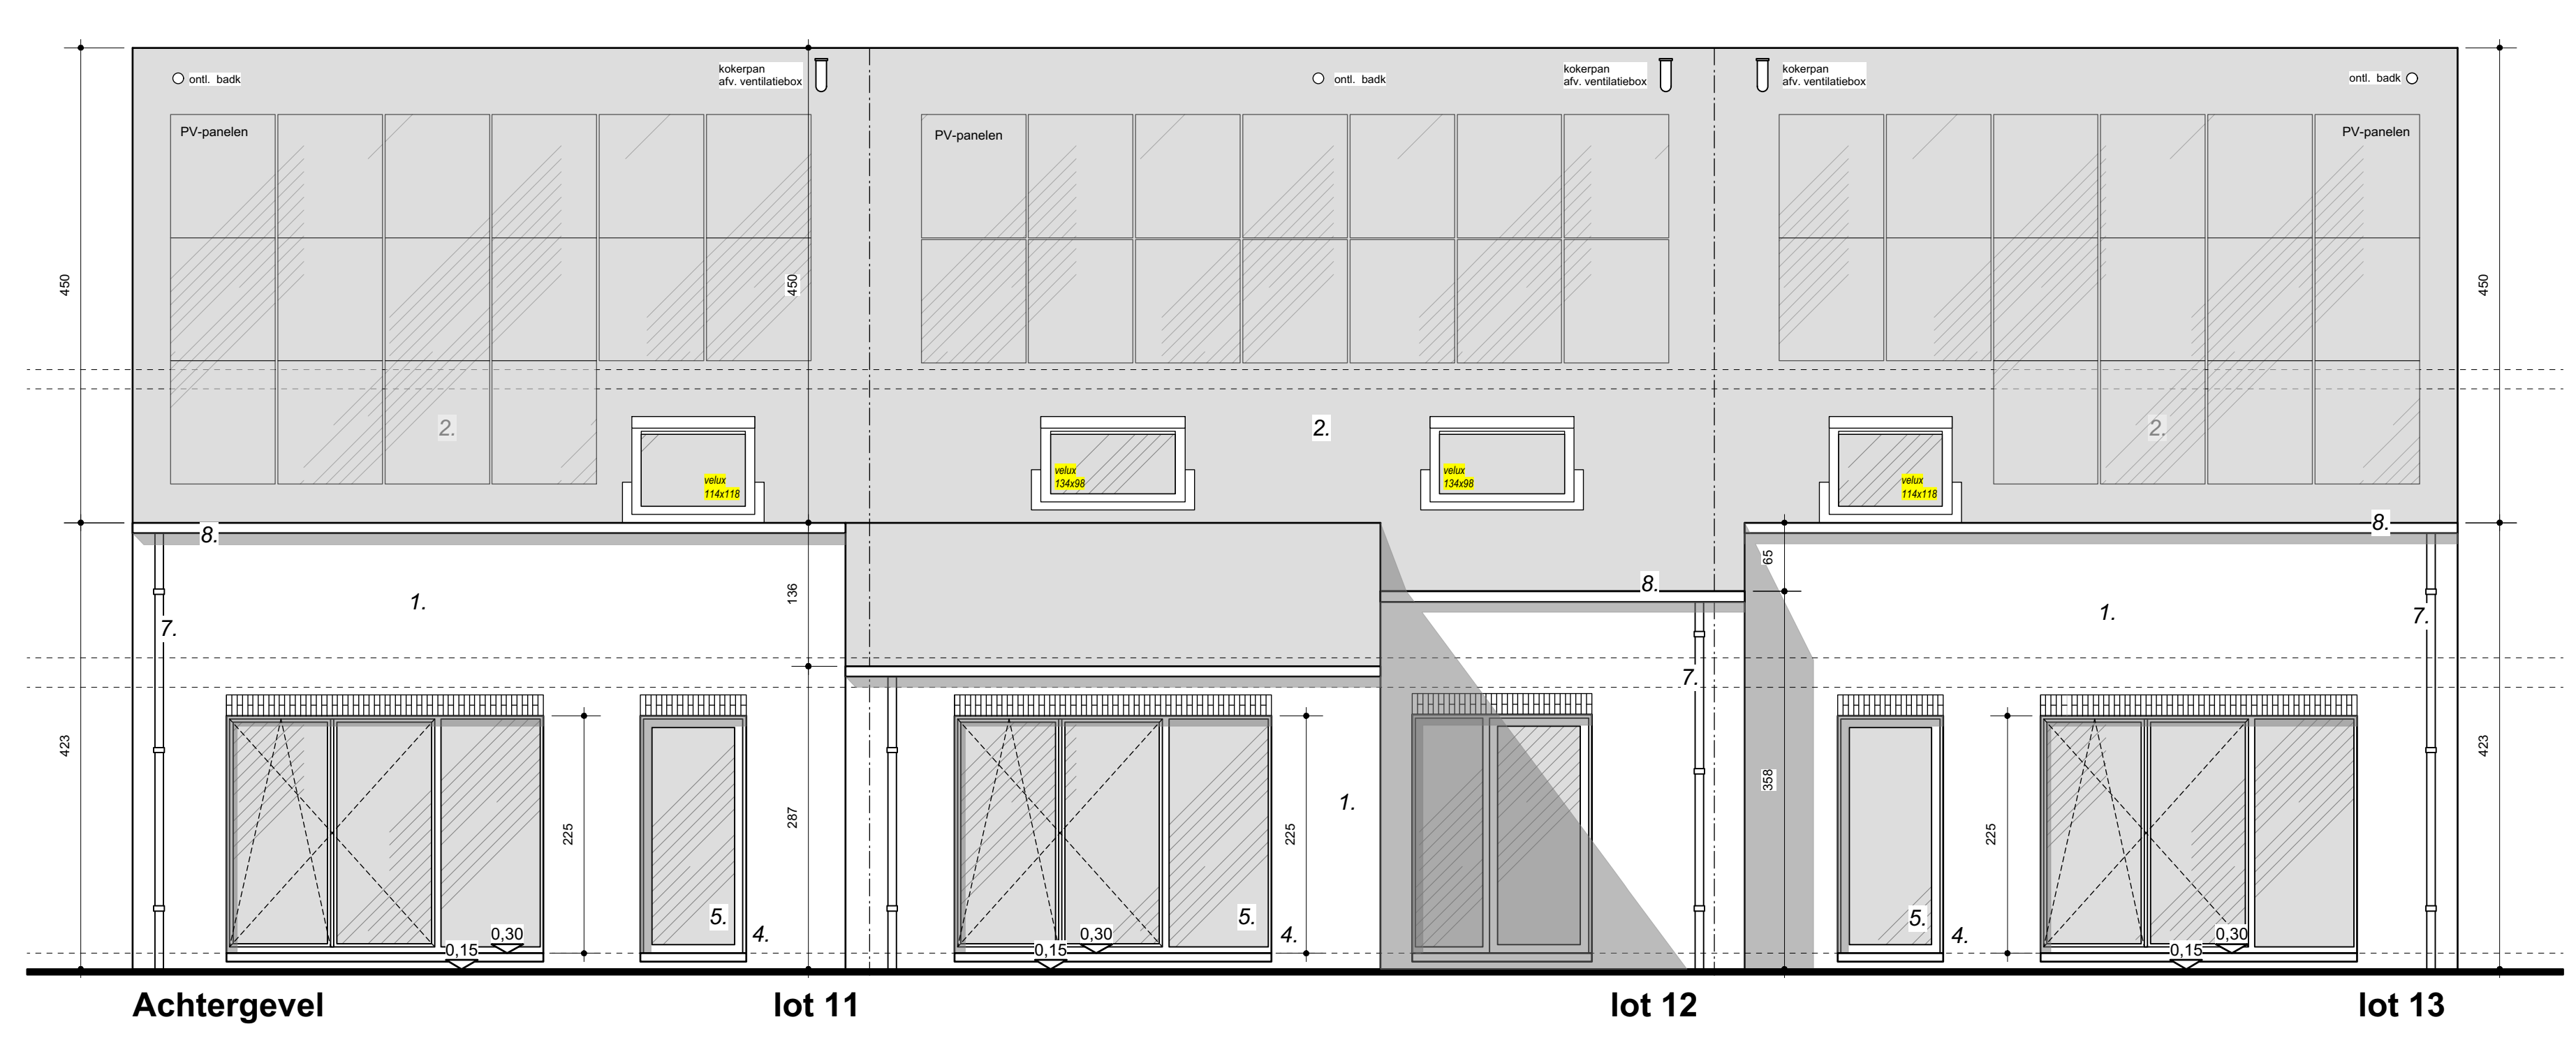 ontl. badk
kokerpan
afv. ventilatiebox
ontl. badk
kokerpan
afv. ventilatiebox
kokerpan
afv. ventilatiebox
ontl. badk
PV-panelen
PV-panelen
PV-panelen
450
450
450
2.
2.
2.
velux
114x118
velux
134x98
velux
134x98
velux
114x118
8.
8.
8.
65
136
1.
1.
7.
7.
7.
423
287
358
423
225
225
225
1.
5.
5.
5.
4.
4.
4.
0,30
0,15
0,30
0,15
0,30
0,15
Achtergevel
lot 11
lot 12
lot 13